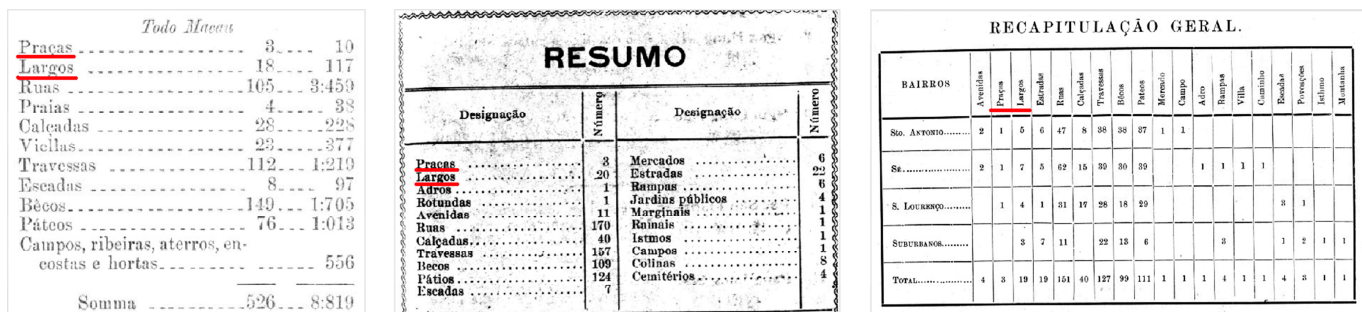 Todo Macau
Praças 3 10
Largos 18 117
Ruas 105 3:459
Praias 4 38
Calçadas 28 228
Viellas 23 377
Travessas 112 1:219
Escadas 8 97
Bêcos 149 1:705
Páteos 76 1:013
Campos, ribeiras, aterros, en-
costas e hortas 556
Somma 526 8:819
RESUMO
Designação Número Designação Número
Praças 3 Mercados 6
Largos 20 Estradas 22
Adros 1 Rampas 6
Rotundas 1 Jardins públicos 4
Avenidas 11 Marginais 1
Ruas 170 Rainais 1
Calçadas 40 Istmos 1
Travessas 157 Campos 1
Becos 109 Colinas 8
Pátios 124 Cemitérios 4
Escadas 7
RECAPITULAÇÃO GERAL.
BAIRROS Avenidas Praços Largos Estradas Ruas Calçadas Travessas Bêcos Pateos Mercado Campo Adro Rampas Villa Caminho Escadas Povoações Isthmo Montanha
Sto. ANTONIO 2 1 5 6 47 8 38 38 37 1 1
SÉ 2 1 7 5 62 15 39 30 39 1 1 1 1
S. LOURENÇO 1 4 1 31 17 28 18 29 3 1
SUBURBANOS 3 7 11 22 13 6 3 1 2 1 1
TOTAL 4 3 19 19 151 40 127 99 111 1 1 1 4 1 1 4 3 1 1